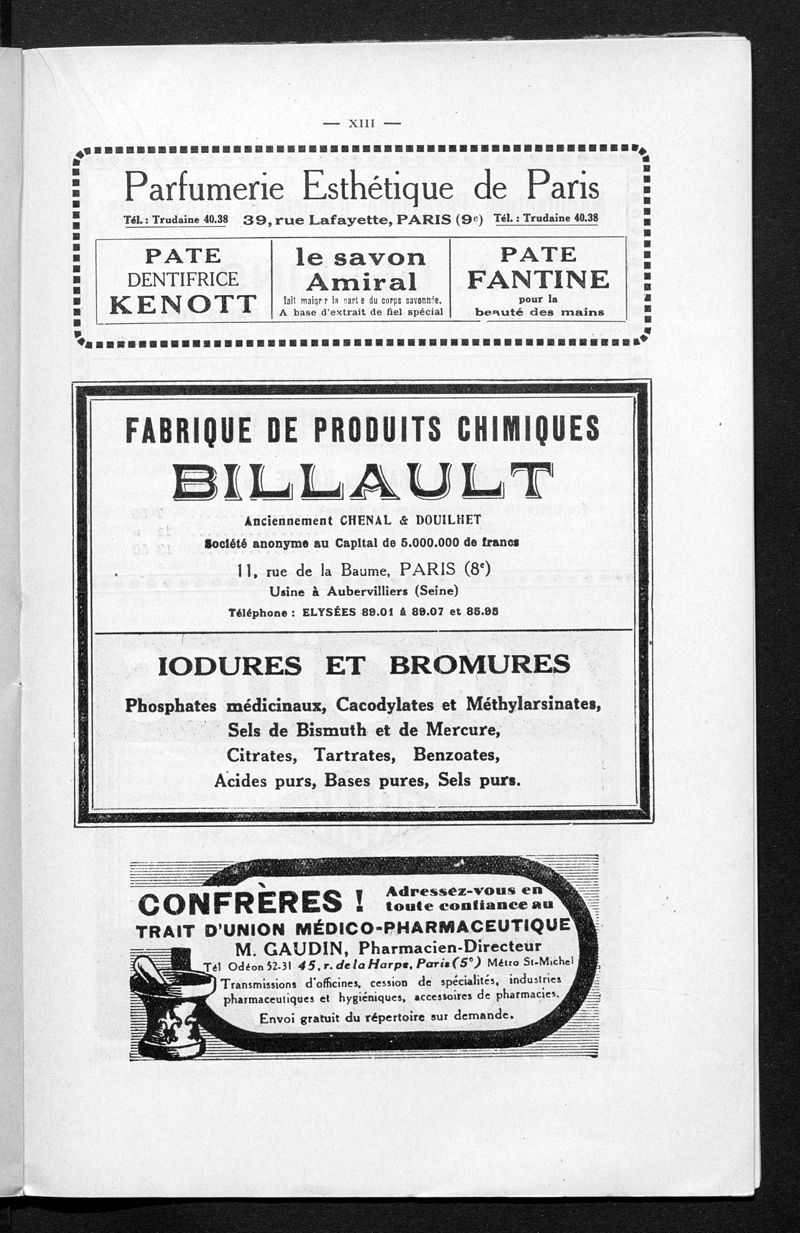 — XIII —
Parfumerie Esthétique de Paris
Tél. : Trudaine 40.38 39, rue Lafayette, PARIS (9e) Tél. : Trudaine 40.38
PATE
DENTIFRICE
KENOTT
le savon
Amiral
fait maigrir la partie du corps savonnée.
A base d'extrait de fiel spécial
PATE
FANTINE
pour la
beauté des mains
FABRIQUE DE PRODUITS CHIMIQUES
BILLAULT
Anciennement CHENAL & DOUILHET
Société anonyme au Capital de 5.000.000 de francs
11, rue de la Baume, PARIS (8e)
Usine à Aubervilliers (Seine)
Téléphone : ELYSÉES 89.01 à 89.07 et 85.95
IODURES ET BROMURES
Phosphates médicinaux, Cacodylates et Méthylarsinates,
Sels de Bismuth et de Mercure,
Citrates, Tartrates, Benzoates,
Acides purs, Bases pures, Sels purs.
CONFRÈRES ! Adressez-vous en
toute confiance au
TRAIT D'UNION MÉDICO-PHARMACEUTIQUE
M. GAUDIN, Pharmacien-Directeur
Tél Odéon 52-31 45, r. de la Harpe, Paris (5e) Métro St-Michel
Transmissions d'officines, cession de spécialités, industries
pharmaceutiques et hygiéniques, accessoires de pharmacies.
Envoi gratuit du répertoire sur demande.